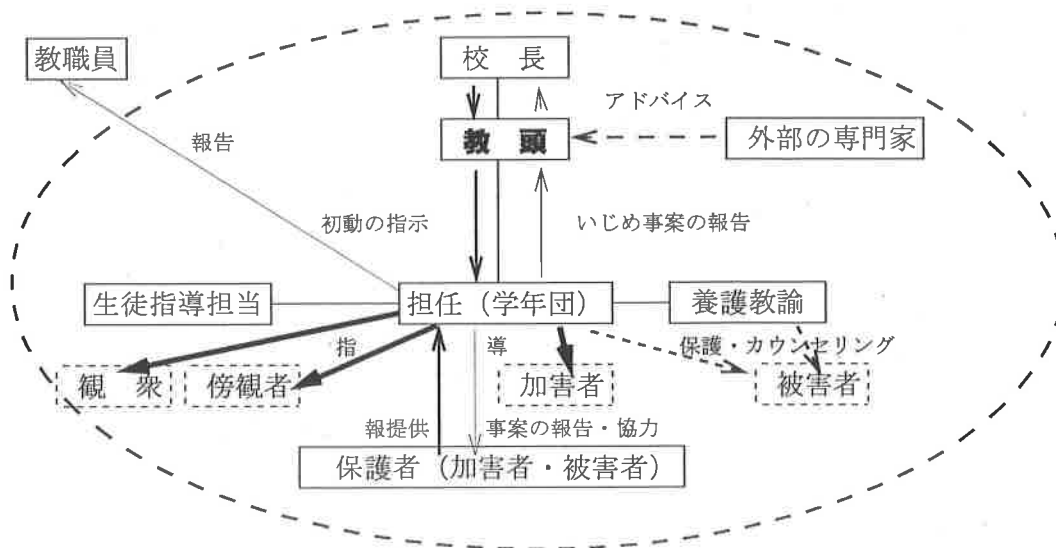 教職員
校　長
アドバイス
教　頭
外部の専門家
報告
初動の指示
いじめ事案の報告
生徒指導担当
担任（学年団）
養護教諭
指　導
保護・カウンセリング
観　衆
傍観者
加害者
被害者
報提供
事案の報告・協力
保護者（加害者・被害者）